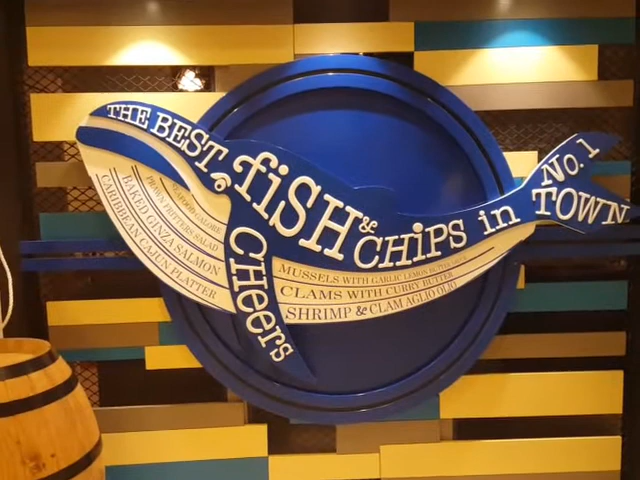 THE BEST
fiSH & CHiPS in
NO. 1
TOWN
CHeers
SEAFOOD GALORE
PRAWN FRITTERS SALAD
BAKED GINZA SALMON
CARIBBEAN CAJUN PLATTER
MUSSELS WITH GARLIC LEMON BUTTER
CLAMS WITH CURRY BUTTER
SHRIMP & CLAM AGLIO OLIO